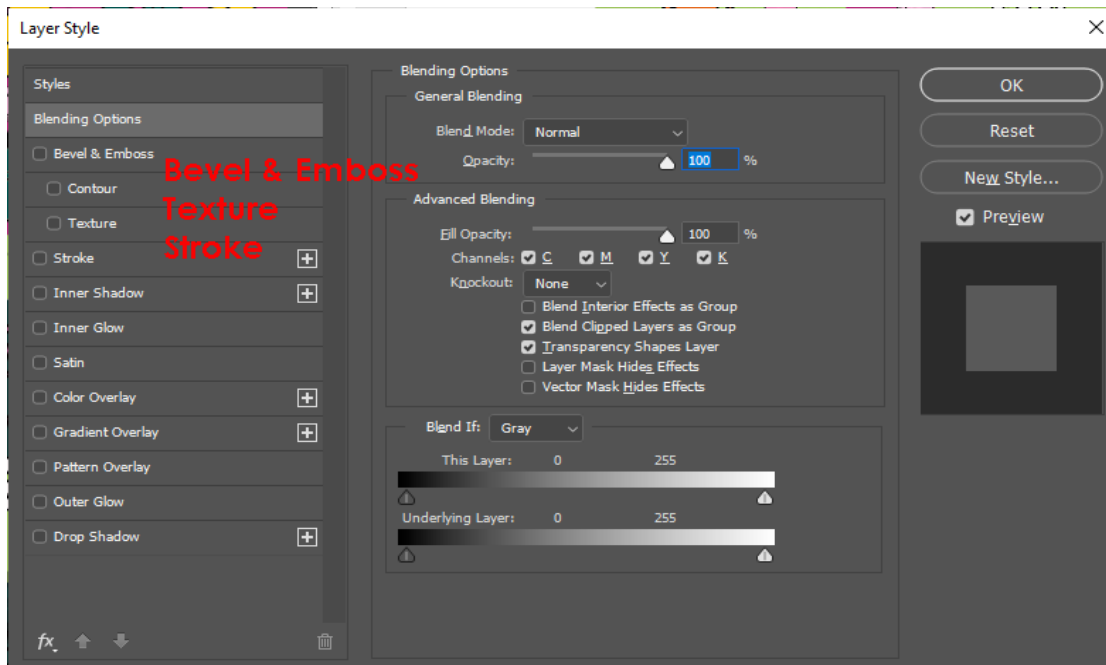 Layer Style
Styles
Blending Options
Bevel & Emboss
Contour
Texture
Stroke
Inner Shadow
Inner Glow
Satin
Color Overlay
Gradient Overlay
Pattern Overlay
Outer Glow
Drop Shadow
fx
Bevel & Emboss
Texture
Stroke
Blending Options
General Blending
Blend Mode: Normal
Opacity: 100 %
Advanced Blending
Fill Opacity: 100 %
Channels: C M Y K
Knockout: None
Blend Interior Effects as Group
Blend Clipped Layers as Group
Transparency Shapes Layer
Layer Mask Hides Effects
Vector Mask Hides Effects
Blend If: Gray
This Layer: 0 255
Underlying Layer: 0 255
OK
Reset
New Style...
Preview